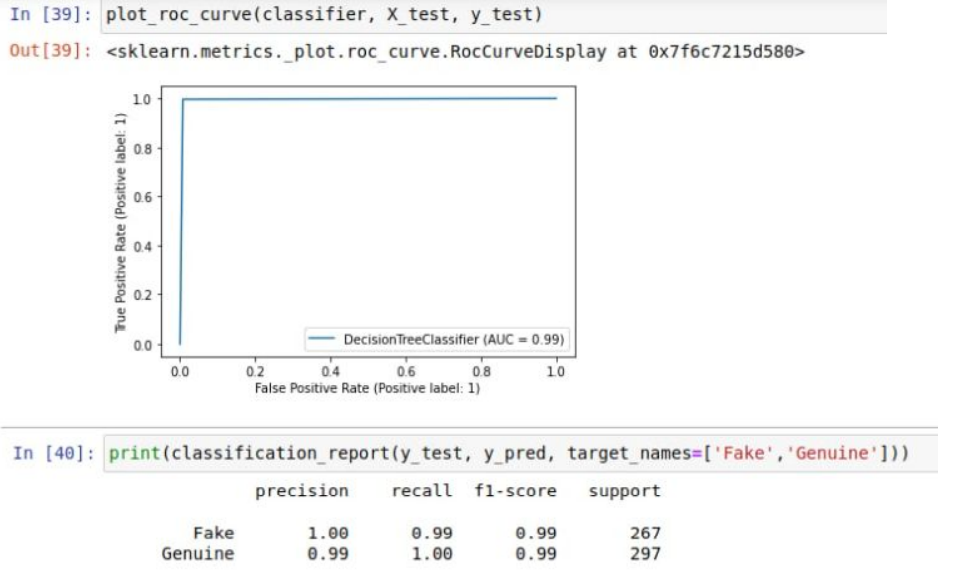 In [39]: plot_roc_curve(classifier, X_test, y_test)
Out[39]: <sklearn.metrics._plot.roc_curve.RocCurveDisplay at 0x7f6c7215d580>
1.0
0.8
0.6
0.4
0.2
0.0
True Positive Rate (Positive label: 1)
DecisionTreeClassifier (AUC = 0.99)
0.0 0.2 0.4 0.6 0.8 1.0
False Positive Rate (Positive label: 1)
In [40]: print(classification_report(y_test, y_pred, target_names=['Fake','Genuine']))
precision recall f1-score support
Fake 1.00 0.99 0.99 267
Genuine 0.99 1.00 0.99 297